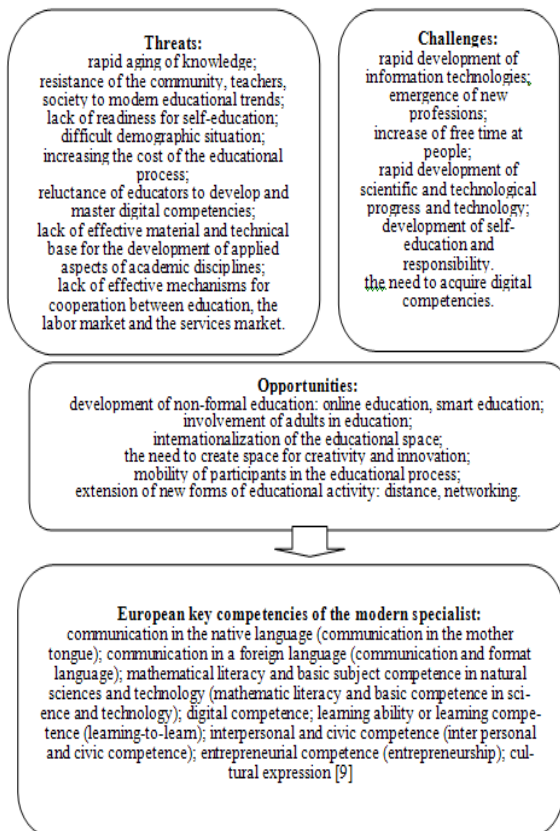 Threats:
rapid aging of knowledge;
resistance of the community, teachers,
society to modern educational trends;
lack of readiness for self-education;
difficult demographic situation;
increasing the cost of the educational
process;
reluctance of educators to develop and
master digital competencies;
lack of effective material and technical
base for the development of applied
aspects of academic disciplines;
lack of effective mechanisms for
cooperation between education, the
labor market and the services market.
Challenges:
rapid development of
information technologies;
emergence of new
professions;
increase of free time at
people;
rapid development of
scientific and technological
progress and technology;
development of self-
education and
responsibility.
the need to acquire digital
competencies.
Opportunities:
development of non-formal education: online education, smart education;
involvement of adults in education;
internationalization of the educational space;
the need to create space for creativity and innovation;
mobility of participants in the educational process;
extension of new forms of educational activity: distance, networking.
European key competencies of the modern specialist:
communication in the native language (communication in the mother
tongue); communication in a foreign language (communication and format
language); mathematical literacy and basic subject competence in natural
sciences and technology (mathematic literacy and basic competence in sci-
ence and technology); digital competence; learning ability or learning compe-
tence (learning-to-learn); interpersonal and civic competence (inter personal
and civic competence); entrepreneurial competence (entrepreneurship); cul-
tural expression [9]